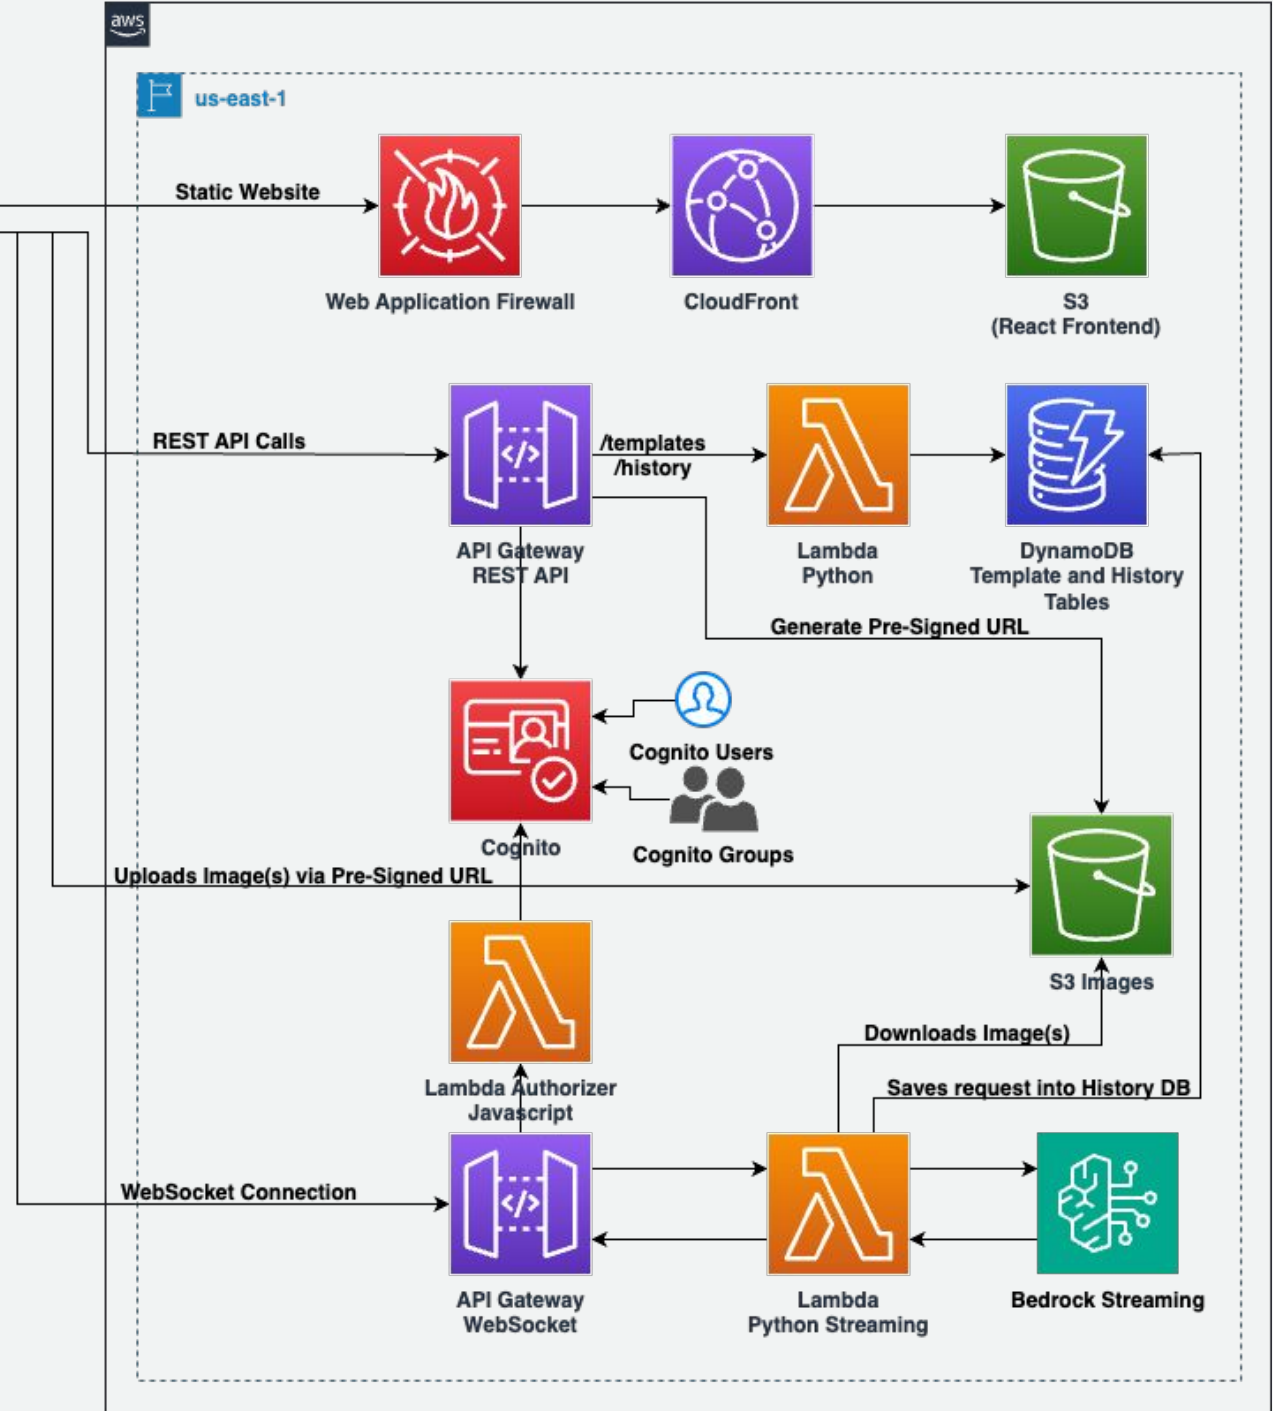 aws
us-east-1
Static Website
Web Application Firewall
CloudFront
S3
(React Frontend)
REST API Calls
/templates
/history
API Gateway
REST API
Lambda
Python
DynamoDB
Template and History
Tables
Generate Pre-Signed URL
Cognito Users
Cognito
Cognito Groups
Uploads Image(s) via Pre-Signed URL
S3 Images
Downloads Image(s)
Lambda Authorizer
Javascript
Saves request into History DB
WebSocket Connection
API Gateway
WebSocket
Lambda
Python Streaming
Bedrock Streaming